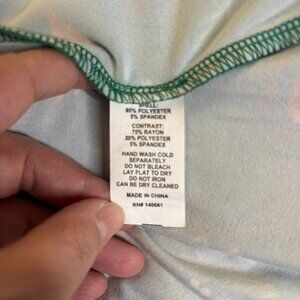 SHELL:
95% POLYESTER
5% SPANDEX
CONTRAST:
75% RAYON
20% POLYESTER
5% SPANDEX
HAND WASH COLD
SEPARATELY
DO NOT BLEACH
LAY FLAT TO DRY
DO NOT IRON
CAN BE DRY CLEANED
MADE IN CHINA
RN# 140681